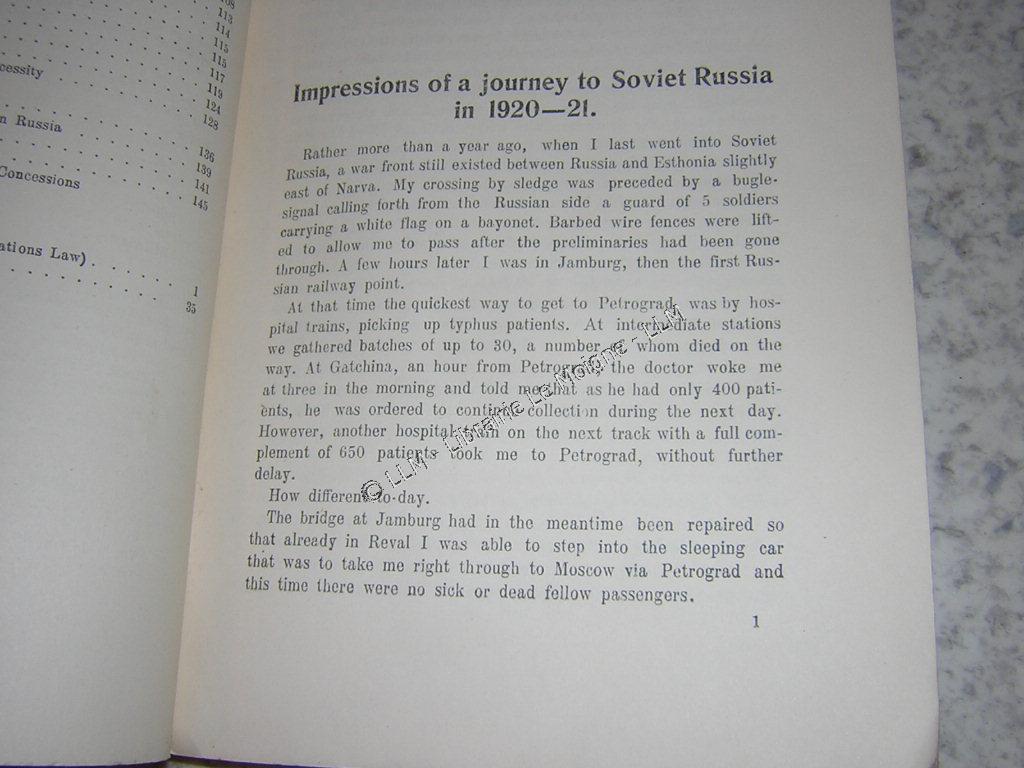 108
113
114
115
115
117
cessity
119
124
128
n Russia
136
139
141
Concessions
145
ations Law)
1
35
Impressions of a journey to Soviet Russia
in 1920—21.
Rather more than a year ago, when I last went into Soviet
Russia, a war front still existed between Russia and Esthonia slightly
east of Narva. My crossing by sledge was preceded by a bugle-
signal calling forth from the Russian side a guard of 5 soldiers
carrying a white flag on a bayonet. Barbed wire fences were lift-
ed to allow me to pass after the preliminaries had been gone
through. A few hours later I was in Jamburg, then the first Rus-
sian railway point.
At that time the quickest way to get to Petrograd, was by hos-
pital trains, picking up typhus patients. At intermediate stations
we gathered batches of up to 30, a number of whom died on the
way. At Gatchina, an hour from Petrograd, the doctor woke me
at three in the morning and told me that as he had only 400 pati-
ents, he was ordered to continue collection during the next day.
However, another hospital train on the next track with a full com-
plement of 650 patients took me to Petrograd, without further
delay.
How different to-day.
The bridge at Jamburg had in the meantime been repaired so
that already in Reval I was able to step into the sleeping car
that was to take me right through to Moscow via Petrograd and
this time there were no sick or dead fellow passengers.
1
© LLM - Librairie Le Moigne - LLM